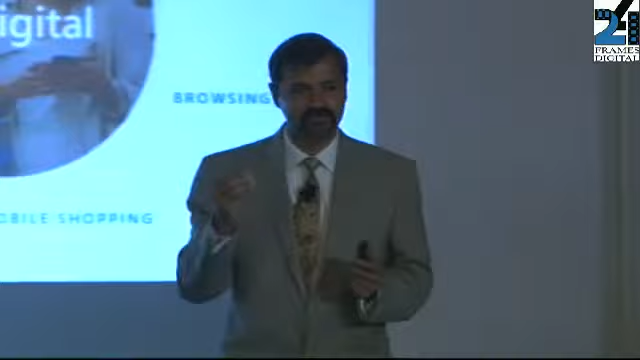 igital
BROWSING
OBILE SHOPPING
24
FRAMES
DIGITAL